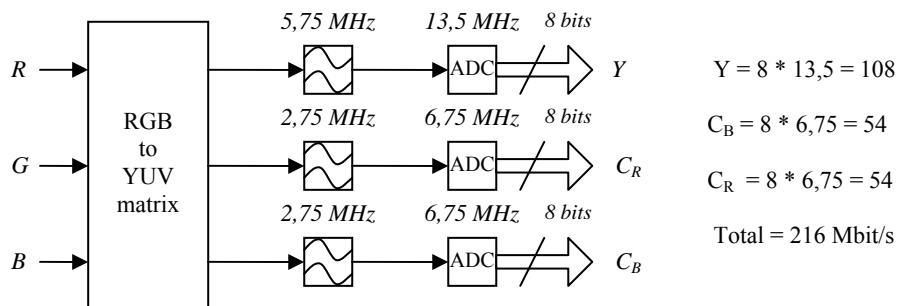 5,75 MHz 13,5 MHz 8 bits
R ADC Y Y = 8 * 13,5 = 108
2,75 MHz 6,75 MHz 8 bits C_B = 8 * 6,75 = 54
RGB
to
YUV
matrix
G ADC C_R C_R = 8 * 6,75 = 54
2,75 MHz 6,75 MHz 8 bits Total = 216 Mbit/s
B ADC C_B